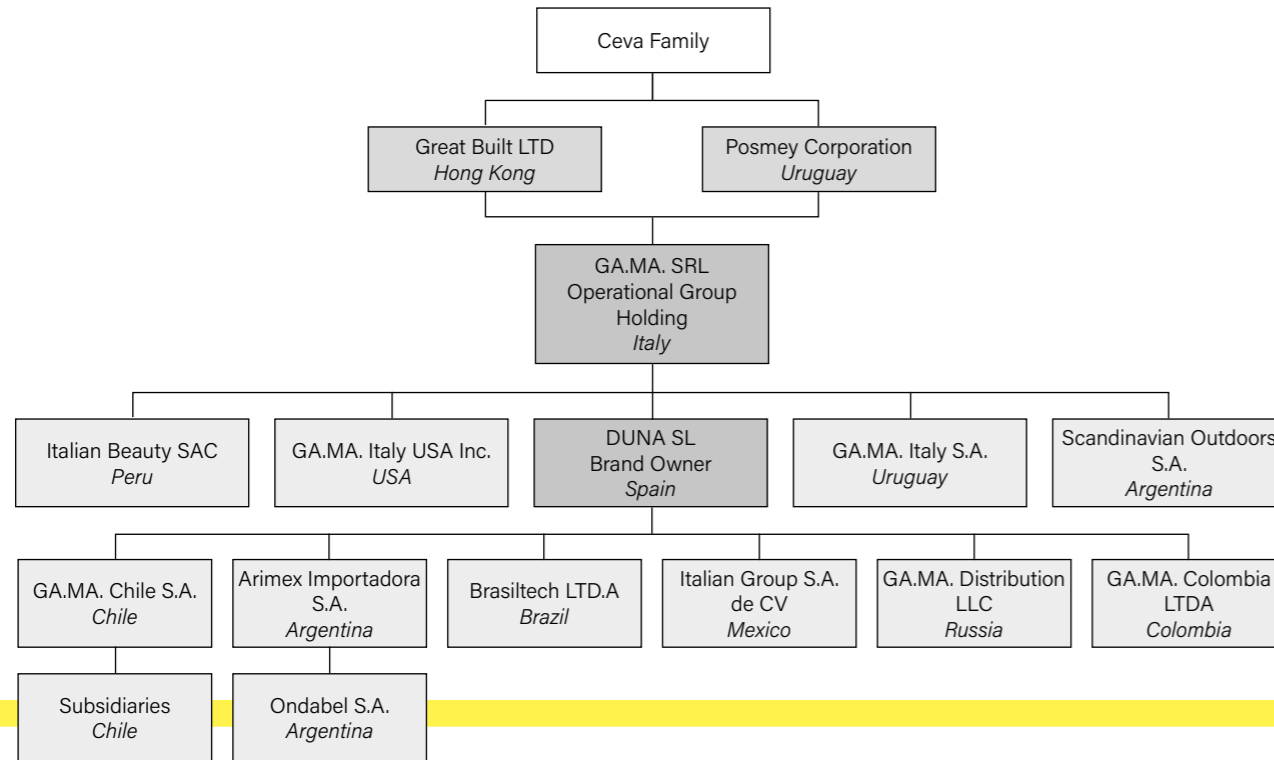 Ceva Family
Great Built LTD
Hong Kong
Posmey Corporation
Uruguay
GA.MA. SRL
Operational Group
Holding
Italy
Italian Beauty SAC
Peru
GA.MA. Italy USA Inc.
USA
DUNA SL
Brand Owner
Spain
GA.MA. Italy S.A.
Uruguay
Scandinavian Outdoors
S.A.
Argentina
GA.MA. Chile S.A.
Chile
Arimex Importadora
S.A.
Argentina
Brasiltech LTD.A
Brazil
Italian Group S.A.
de CV
Mexico
GA.MA. Distribution
LLC
Russia
GA.MA. Colombia
LTDA
Colombia
Subsidiaries
Chile
Ondabel S.A.
Argentina